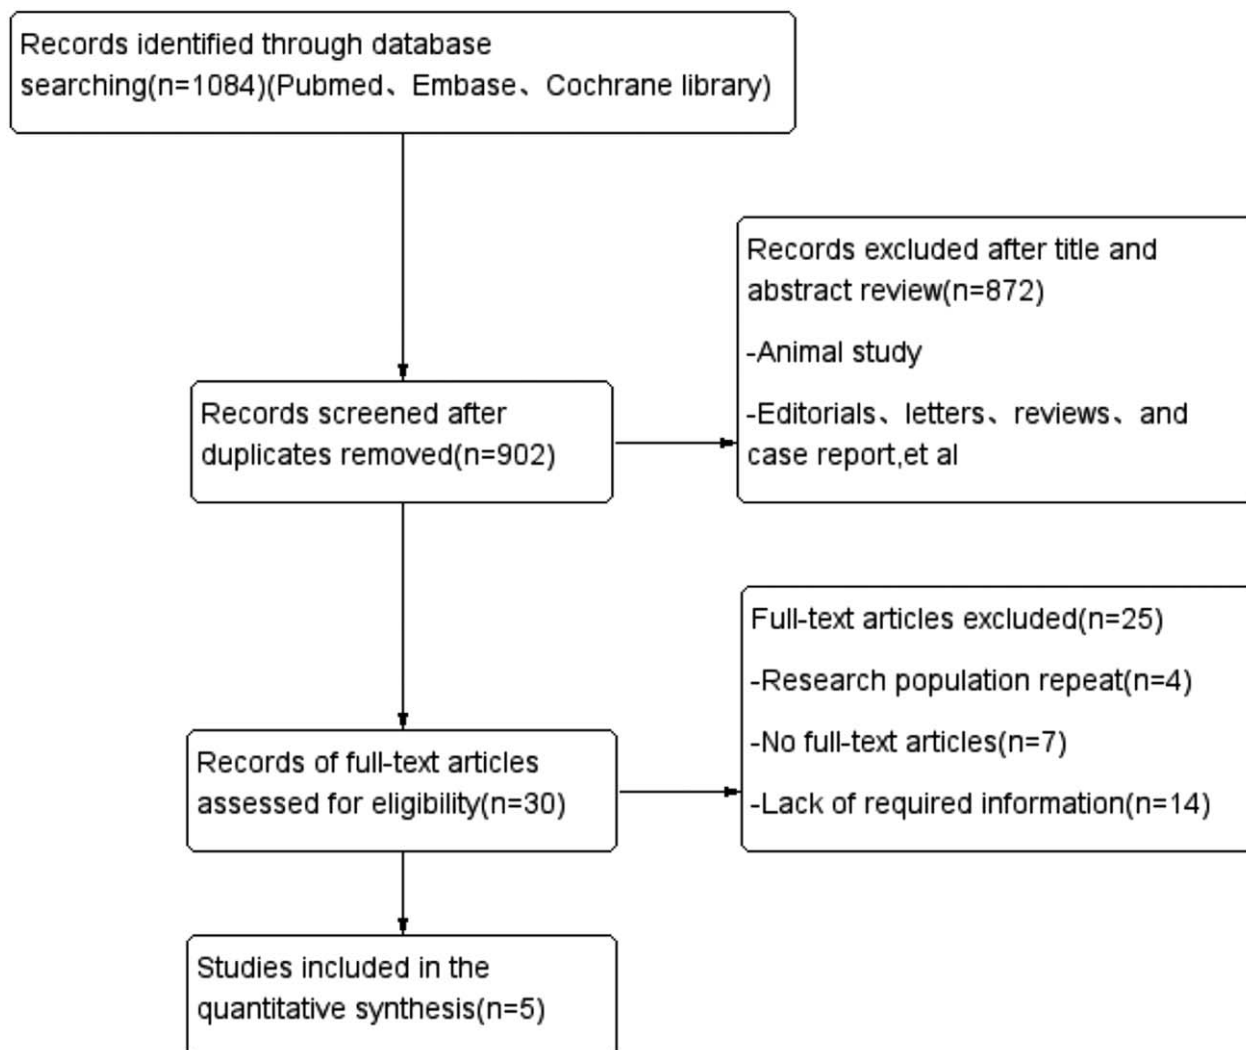 Records identified through database
searching(n=1084)(Pubmed、Embase、Cochrane library)
Records excluded after title and
abstract review(n=872)
-Animal study
-Editorials、letters、reviews、and
case report,et al
Records screened after
duplicates removed(n=902)
Full-text articles excluded(n=25)
-Research population repeat(n=4)
-No full-text articles(n=7)
-Lack of required information(n=14)
Records of full-text articles
assessed for eligibility(n=30)
Studies included in the
quantitative synthesis(n=5)